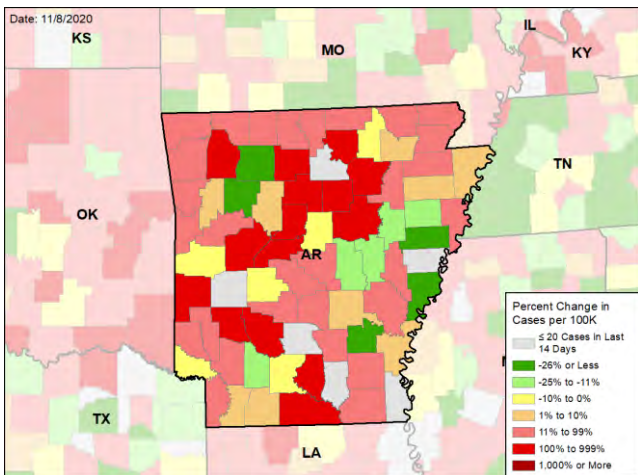 Date: 11/8/2020
KS
MO
IL
KY
OK
AR
TN
TX
LA
Percent Change in
Cases per 100K
≤ 20 Cases in Last
14 Days
-26% or Less
-25% to -11%
-10% to 0%
1% to 10%
11% to 99%
100% to 999%
1,000% or More